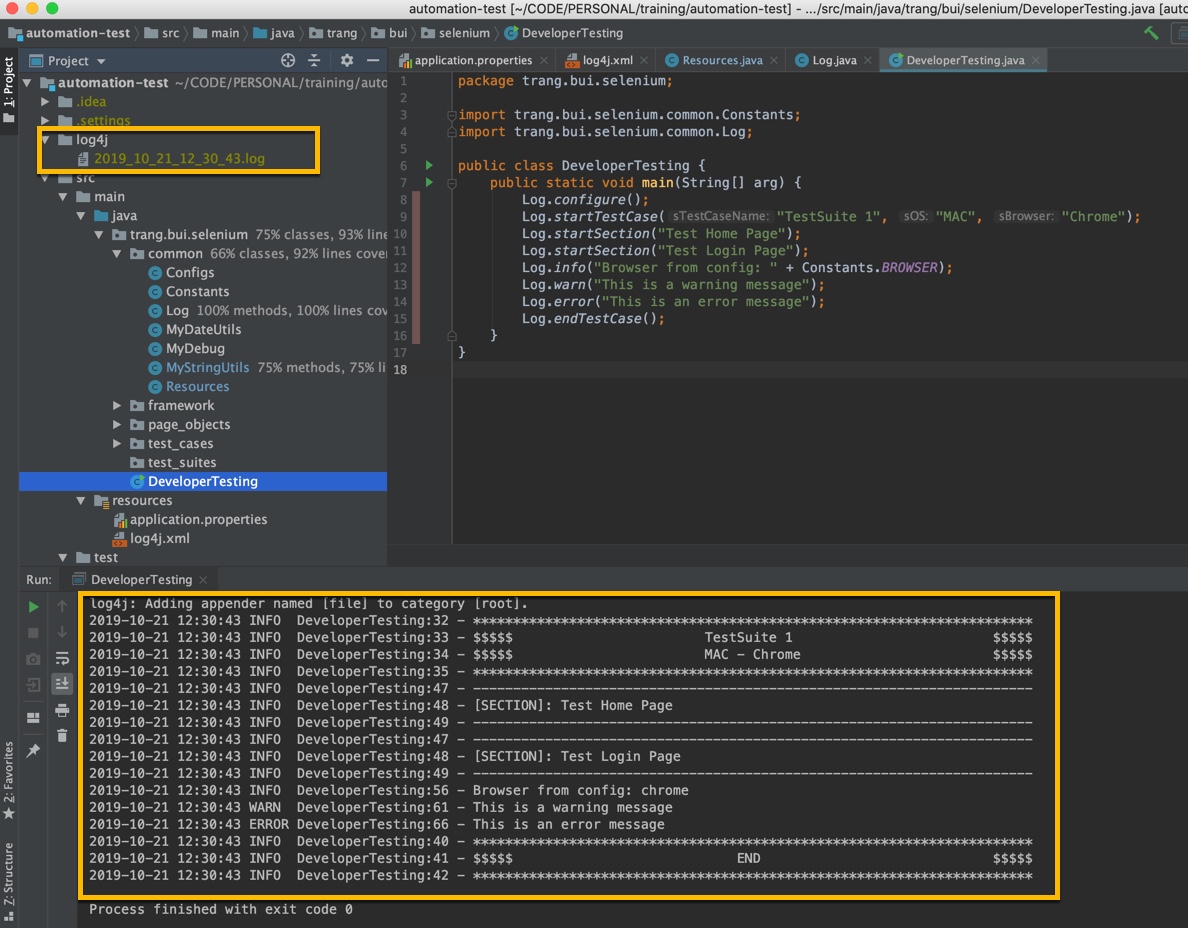 automation-test [~/CODE/PERSONAL/training/automation-test] - .../src/main/java/trang/bui/selenium/DeveloperTesting.java [auto
automation-test src main java trang bui selenium DeveloperTesting
1: Project
Project
application.properties log4j.xml Resources.java Log.java DeveloperTesting.java
automation-test ~/CODE/PERSONAL/training/auto
.idea
.settings
log4j
2019_10_21_12_30_43.log
src
main
java
trang.bui.selenium 75% classes, 93% line
common 66% classes, 92% lines cover
Configs
Constants
Log 100% methods, 100% lines cov
MyDateUtils
MyDebug
MyStringUtils 75% methods, 75% li
Resources
framework
page_objects
test_cases
test_suites
DeveloperTesting
resources
application.properties
log4j.xml
test
1 package trang.bui.selenium;
2
3 import trang.bui.selenium.common.Constants;
4 import trang.bui.selenium.common.Log;
5
6 public class DeveloperTesting {
7 public static void main(String[] arg) {
8 Log.configure();
9 Log.startTestCase( sTestCaseName: "TestSuite 1", sOS: "MAC", sBrowser: "Chrome");
10 Log.startSection("Test Home Page");
11 Log.startSection("Test Login Page");
12 Log.info("Browser from config: " + Constants.BROWSER);
13 Log.warn("This is a warning message");
14 Log.error("This is an error message");
15 Log.endTestCase();
16 }
17 }
18
Run: DeveloperTesting
log4j: Adding appender named [file] to category [root].
2019-10-21 12:30:43 INFO DeveloperTesting:32 - **********************************************************************
2019-10-21 12:30:43 INFO DeveloperTesting:33 - $$$$$ TestSuite 1 $$$$$
2019-10-21 12:30:43 INFO DeveloperTesting:34 - $$$$$ MAC - Chrome $$$$$
2019-10-21 12:30:43 INFO DeveloperTesting:35 - **********************************************************************
2019-10-21 12:30:43 INFO DeveloperTesting:47 - ----------------------------------------------------------------------
2019-10-21 12:30:43 INFO DeveloperTesting:48 - [SECTION]: Test Home Page
2019-10-21 12:30:43 INFO DeveloperTesting:49 - ----------------------------------------------------------------------
2019-10-21 12:30:43 INFO DeveloperTesting:47 - ----------------------------------------------------------------------
2019-10-21 12:30:43 INFO DeveloperTesting:48 - [SECTION]: Test Login Page
2019-10-21 12:30:43 INFO DeveloperTesting:49 - ----------------------------------------------------------------------
2019-10-21 12:30:43 INFO DeveloperTesting:56 - Browser from config: chrome
2019-10-21 12:30:43 WARN DeveloperTesting:61 - This is a warning message
2019-10-21 12:30:43 ERROR DeveloperTesting:66 - This is an error message
2019-10-21 12:30:43 INFO DeveloperTesting:40 - **********************************************************************
2019-10-21 12:30:43 INFO DeveloperTesting:41 - $$$$$ END $$$$$
2019-10-21 12:30:43 INFO DeveloperTesting:42 - **********************************************************************
Process finished with exit code 0
2: Favorites
Z: Structure